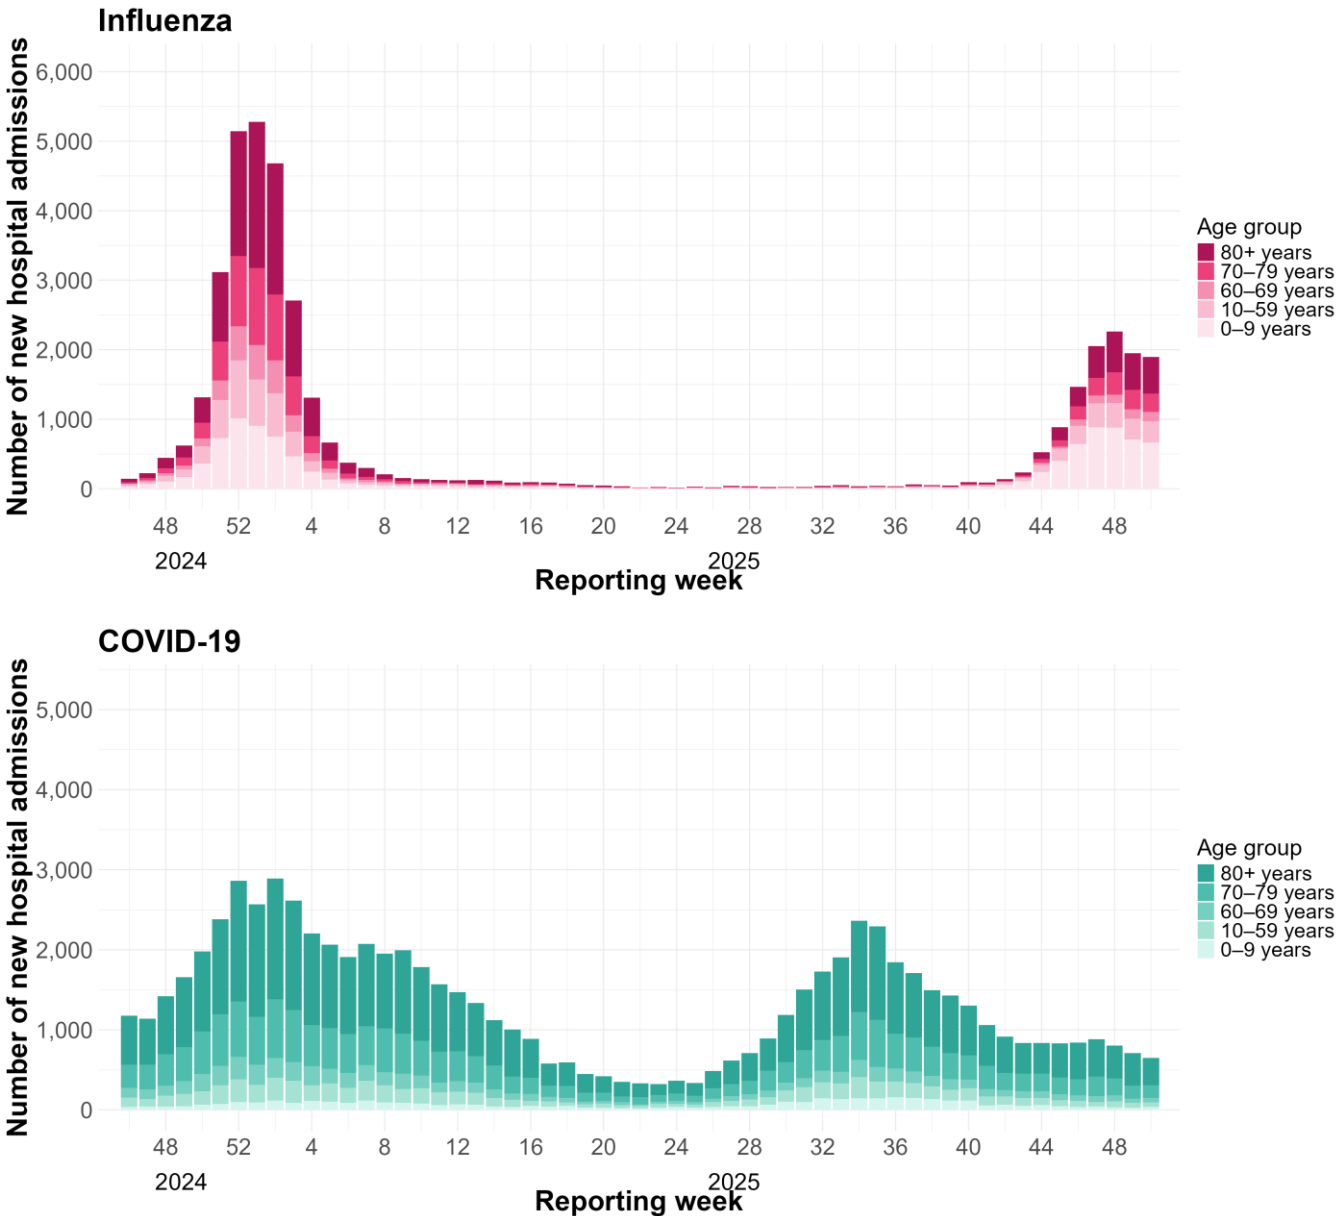 Influenza
Number of new hospital admissions
6,000
5,000
4,000
3,000
2,000
1,000
0
48 52 4 8 12 16 20 24 28 32 36 40 44 48
2024 2025
Reporting week
Age group
80+ years
70–79 years
60–69 years
10–59 years
0–9 years
COVID-19
Number of new hospital admissions
5,000
4,000
3,000
2,000
1,000
0
48 52 4 8 12 16 20 24 28 32 36 40 44 48
2024 2025
Reporting week
Age group
80+ years
70–79 years
60–69 years
10–59 years
0–9 years